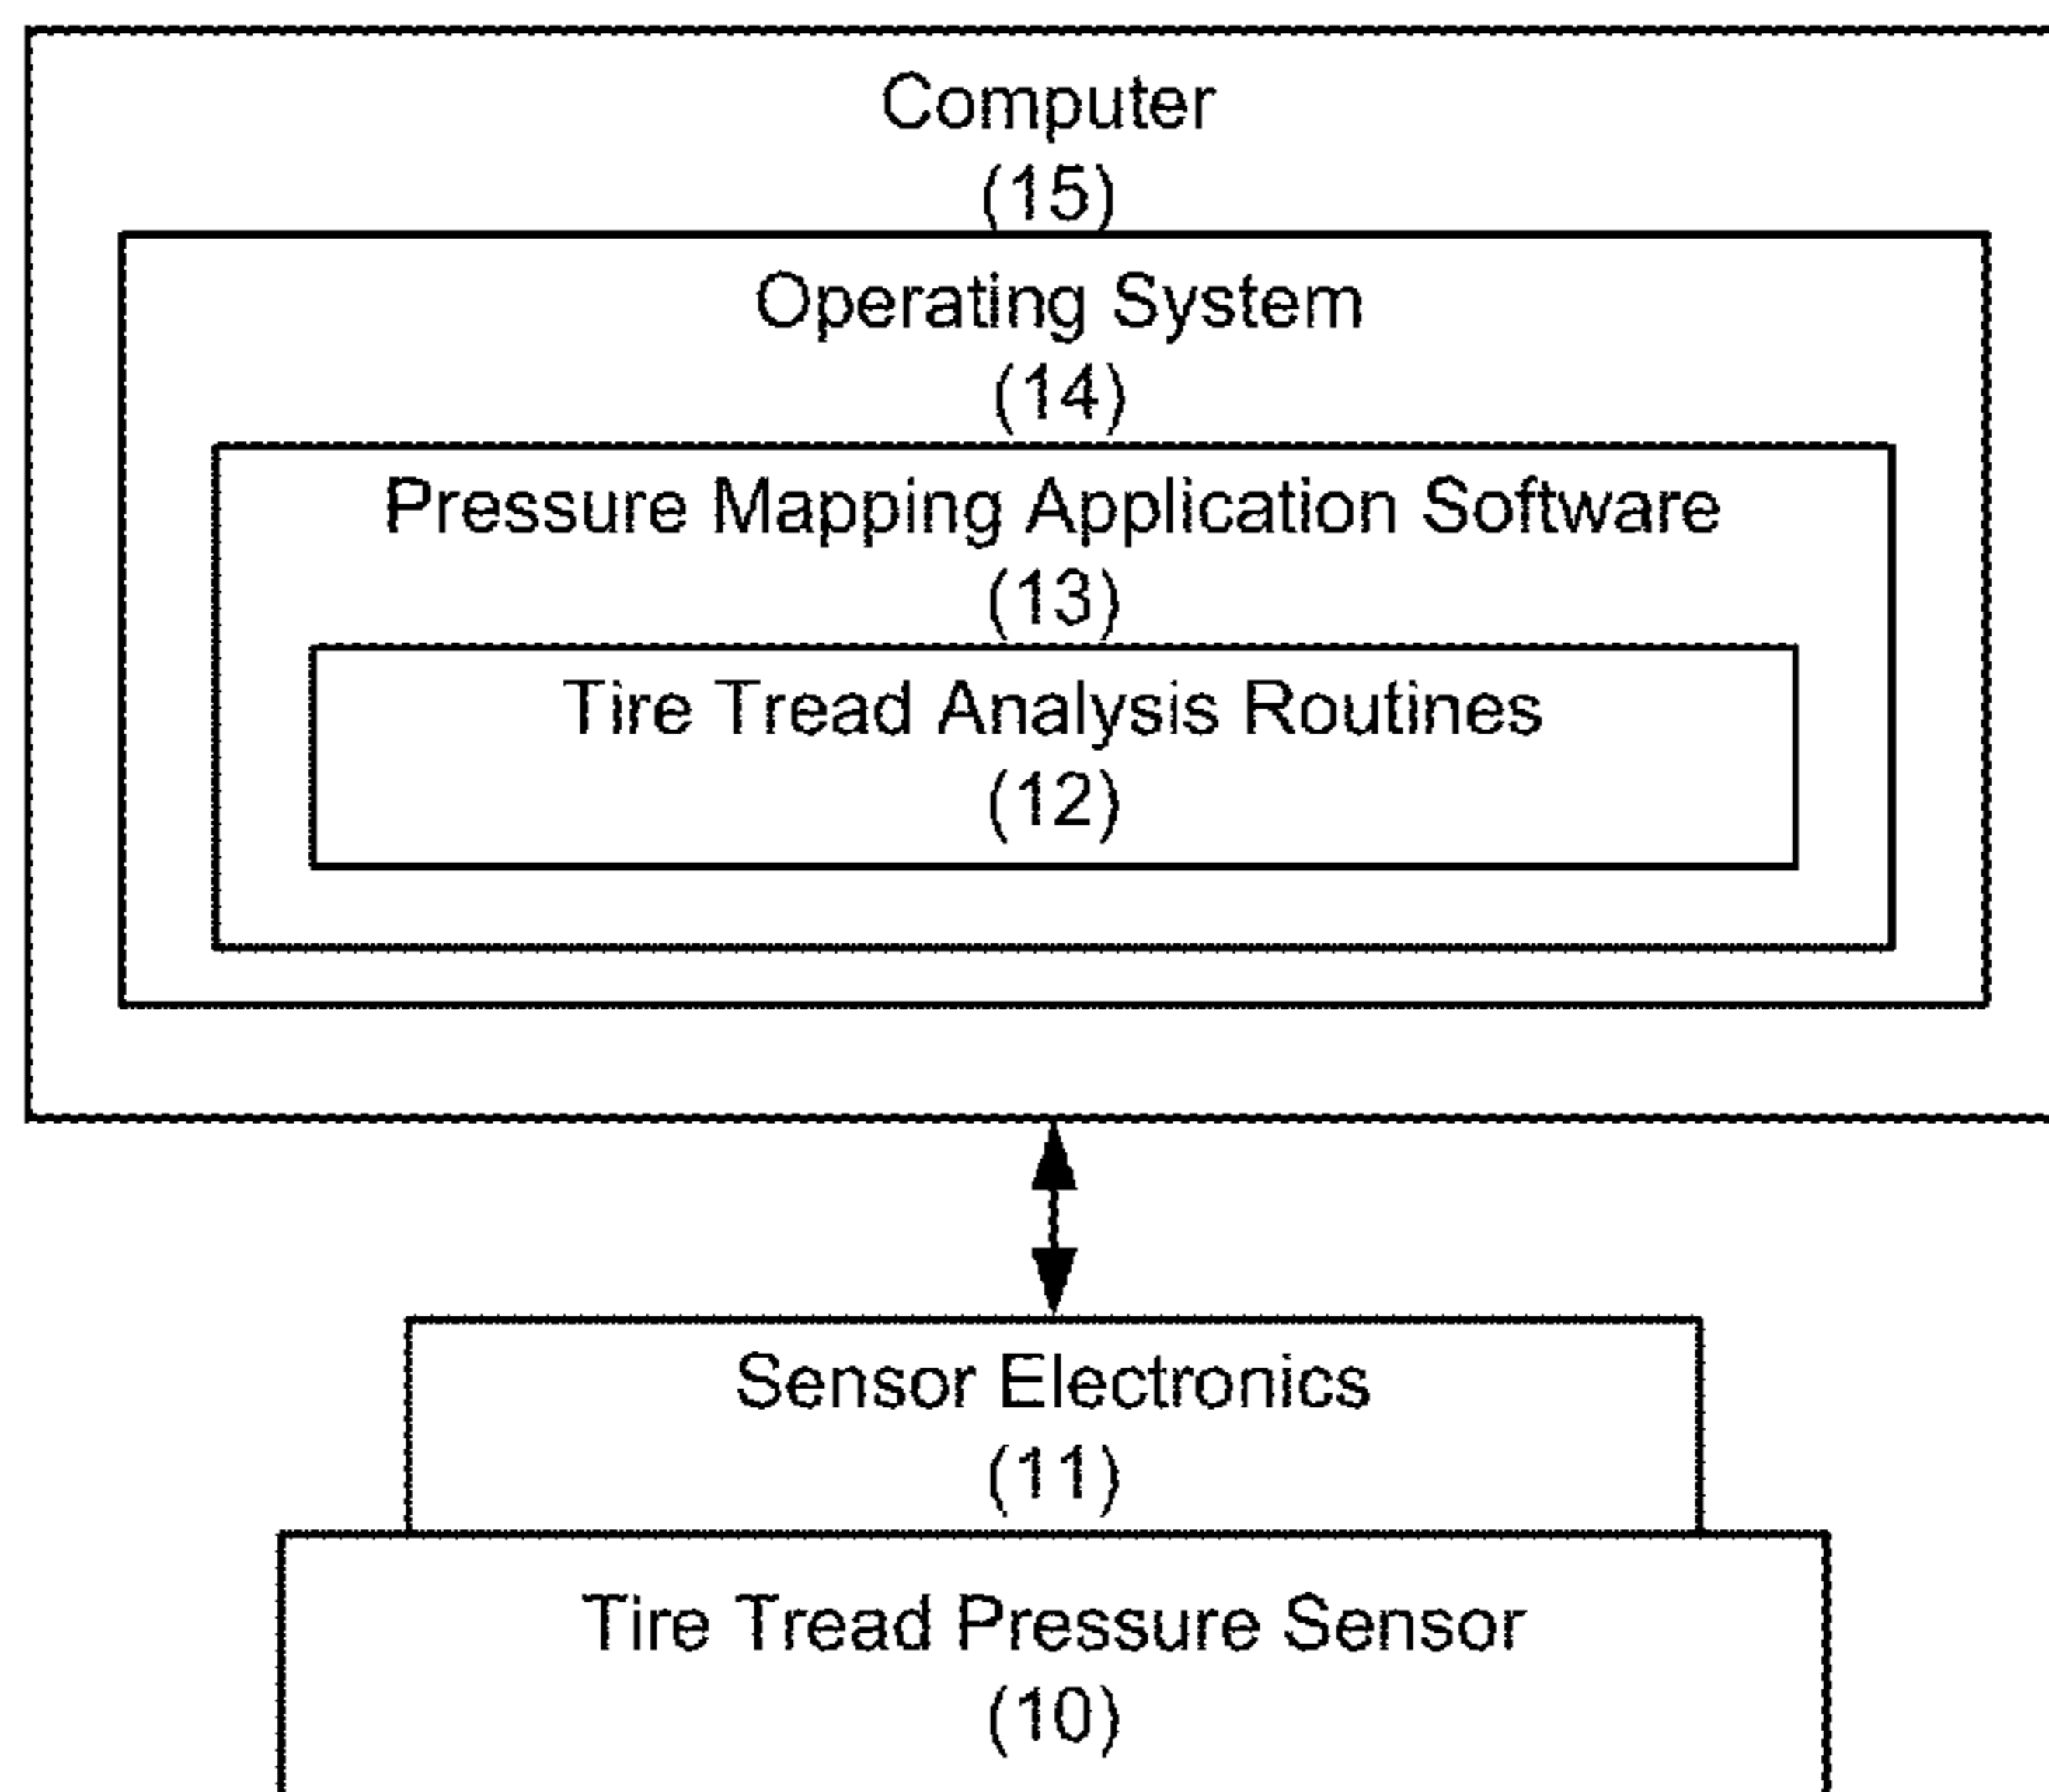 Computer
(15)
Operating System
(14)
Pressure Mapping Application Software
(13)
Tire Tread Analysis Routines
(12)
Sensor Electronics
(11)
Tire Tread Pressure Sensor
(10)